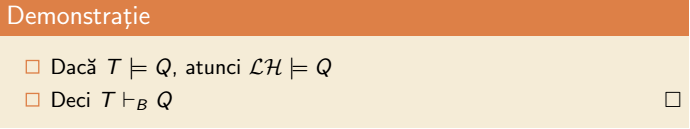 Demonstrație
□ Dacă T ⊨ Q, atunci ℒℋ ⊨ Q
□ Deci T ⊢_B Q □